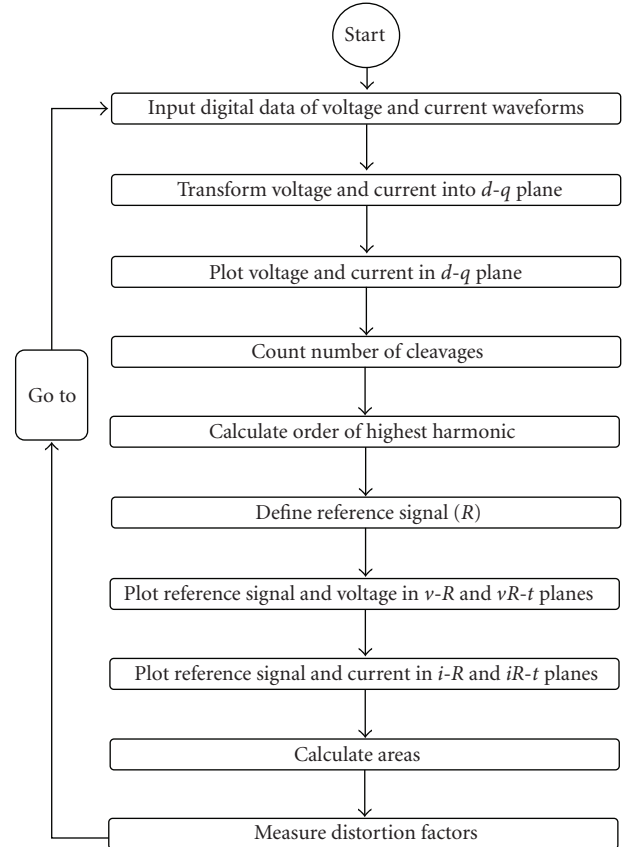 Start
Input digital data of voltage and current waveforms
Transform voltage and current into d-q plane
Plot voltage and current in d-q plane
Count number of cleavages
Go to
Calculate order of highest harmonic
Define reference signal (R)
Plot reference signal and voltage in v-R and vR-t planes
Plot reference signal and current in i-R and iR-t planes
Calculate areas
Measure distortion factors